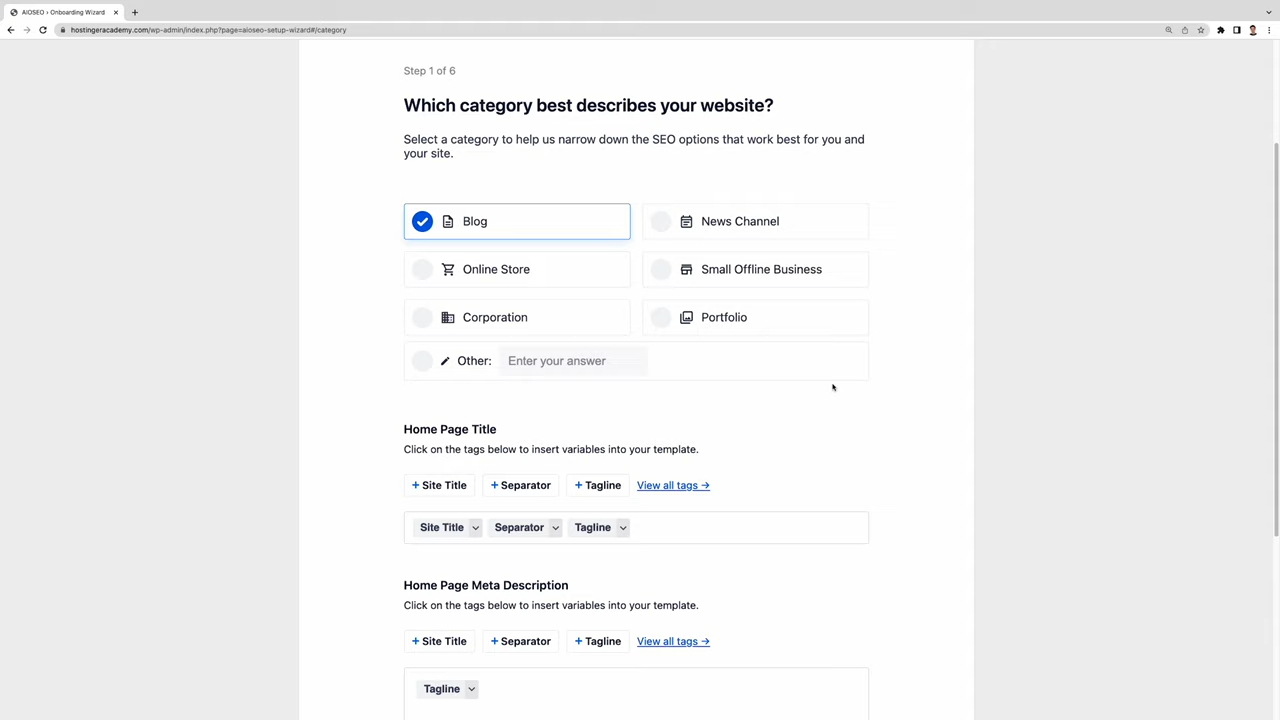 AIOSEO › Onboarding Wizard
hostingeracademy.com/wp-admin/index.php?page=aioseo-setup-wizard#/category
Step 1 of 6
Which category best describes your website?
Select a category to help us narrow down the SEO options that work best for you and
your site.
Blog
News Channel
Online Store
Small Offline Business
Corporation
Portfolio
Other: Enter your answer
Home Page Title
Click on the tags below to insert variables into your template.
+ Site Title + Separator + Tagline View all tags →
Site Title Separator Tagline
Home Page Meta Description
Click on the tags below to insert variables into your template.
+ Site Title + Separator + Tagline View all tags →
Tagline